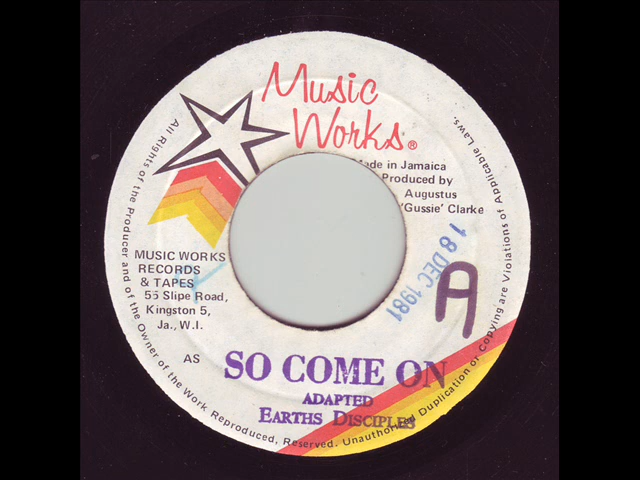 Music
Works®
Made in Jamaica
Produced by
Augustus
'Gussie' Clarke
MUSIC WORKS
RECORDS
& TAPES
56 Slipe Road,
Kingston 5,
Ja., W.I.
18 DEC 1981
A
AS
SO COME ON
ADAPTED
EARTHS DISCIPLES
All Rights of the Producer and of the Owner of the Work Reproduced, Reserved. Unauthorised Duplication or Copying are Violations of Applicable Laws.